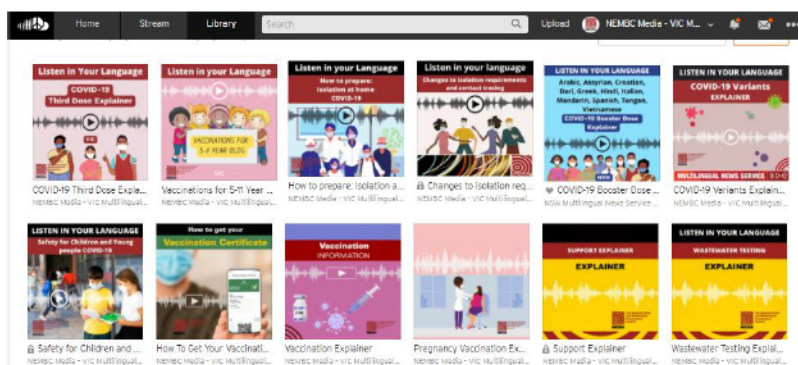 Home Stream Library Search Upload NEMBC Media - VIC M...
Listen in Your Language
COVID-19
Third Dose Explainer
VIC
COVID-19 Third Dose Expla...
NEMBC Media - VIC Multilingual...
Listen in your Language
VACCINATIONS FOR
5-11 YEAR OLDS
VIC
Vaccinations for 5-11 Year ...
NEMBC Media - VIC Multilingual...
Listen in your Language
How to prepare:
Isolation at home
COVID-19
How to prepare: Isolation a...
NEMBC Media - VIC Multilingual...
Listen in your language
Changes to isolation requirements
and contact tracing
Changes to isolation req...
NEMBC Media - VIC Multilingual...
LISTEN IN YOUR LANGUAGE
Arabic, Assyrian, Croatian,
Dari, Greek, Hindi, Italian,
Mandarin, Spanish, Tongan,
Vietnamese
COVID-19 Booster Dose
Explainer
NSW
COVID-19 Booster Dose ...
NSW Multilingual News Service ...
LISTEN IN YOUR LANGUAGE
COVID-19 Variants
EXPLAINER
MULTILINGUAL NEWS SERVICE
COVID-19 Variants Explain...
NEMBC Media - VIC Multilingual...
LISTEN IN YOUR LANGUAGE
Safety for Children and Young
people COVID-19
Safety for Children and ...
NEMBC Media - VIC Multilingual...
How to get your
Vaccination Certificate
How To Get Your Vaccinati...
NEMBC Media - VIC Multilingual...
Vaccination
INFORMATION
Vaccination Explainer
NEMBC Media - VIC Multilingual...
Pregnancy Vaccination Ex...
NEMBC Media - VIC Multilingual...
LISTEN IN YOUR LANGUAGE
SUPPORT EXPLAINER
EXPLAINER
Support Explainer
NEMBC Media - VIC Multilingual...
LISTEN IN YOUR LANGUAGE
WASTEWATER TESTING
EXPLAINER
Wastewater Testing Explai...
NEMBC Media - VIC Multilingual...